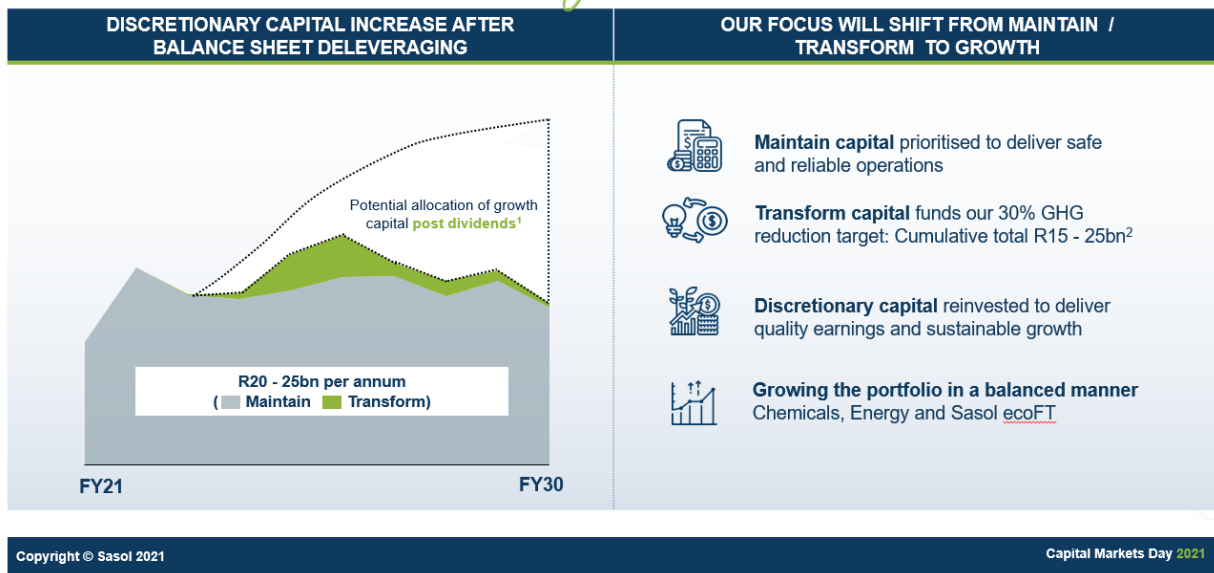 DISCRETIONARY CAPITAL INCREASE AFTER
BALANCE SHEET DELEVERAGING
Potential allocation of growth
capital post dividends¹
R20 - 25bn per annum
( Maintain Transform)
FY21
FY30
OUR FOCUS WILL SHIFT FROM MAINTAIN /
TRANSFORM TO GROWTH
Maintain capital prioritised to deliver safe
and reliable operations
Transform capital funds our 30% GHG
reduction target: Cumulative total R15 - 25bn²
Discretionary capital reinvested to deliver
quality earnings and sustainable growth
Growing the portfolio in a balanced manner
Chemicals, Energy and Sasol ecoFT
Copyright © Sasol 2021
Capital Markets Day 2021